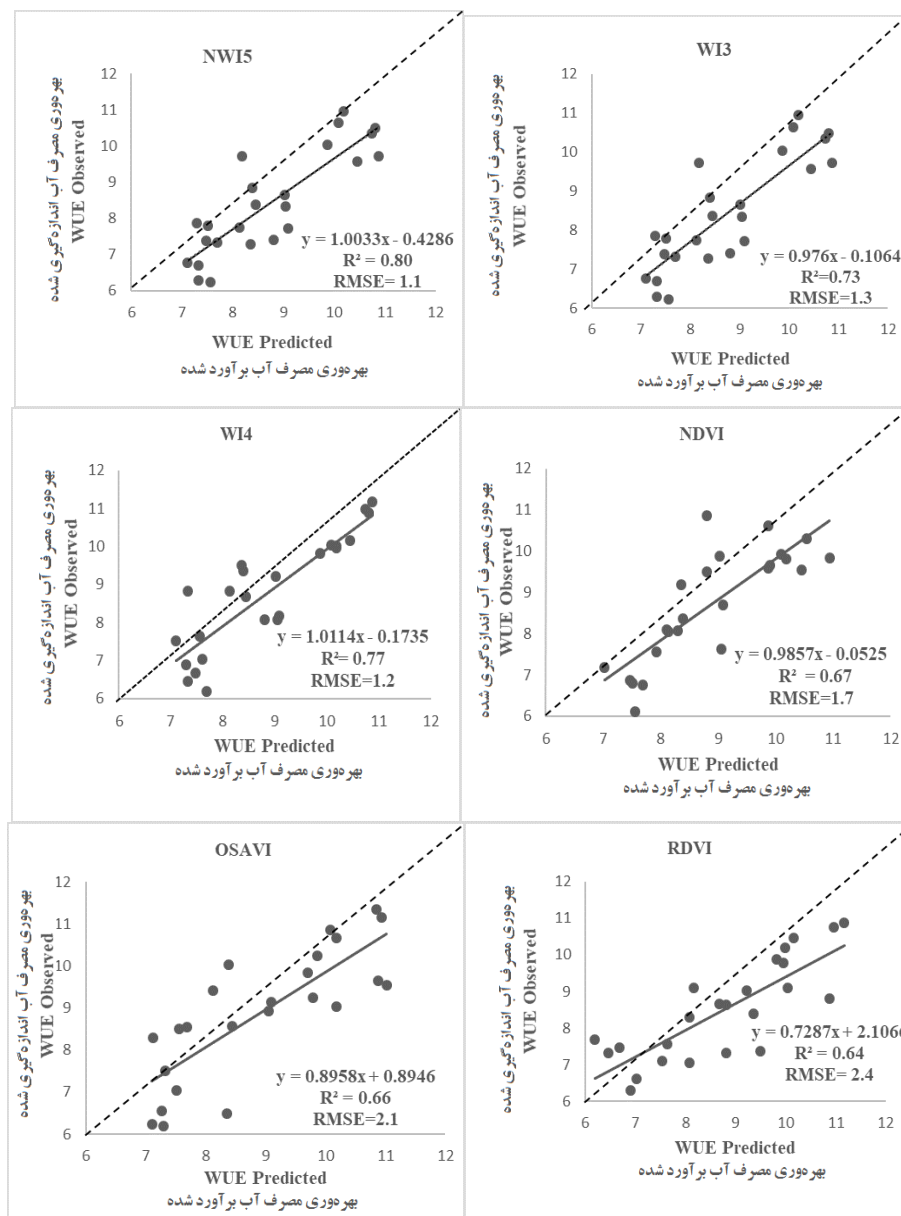 NWI5
12
11
10
9
8
7
6
6
7
8
9
10
11
12
بهره‌وری مصرف آب اندازه‌گیری شده
WUE Observed
y = 1.0033x - 0.4286
R² = 0.80
RMSE= 1.1
WUE Predicted
بهره‌وری مصرف آب برآورد شده
WI3
12
11
10
9
8
7
6
6
7
8
9
10
11
12
بهره‌وری مصرف آب اندازه‌گیری شده
WUE Observed
y = 0.976x - 0.1064
R²=0.73
RMSE=1.3
WUE Predicted
بهره‌وری مصرف آب برآورد شده
WI4
12
11
10
9
8
7
6
6
7
8
9
10
11
12
بهره‌وری مصرف آب اندازه‌گیری شده
WUE Observed
y = 1.0114x - 0.1735
R²= 0.77
RMSE=1.2
WUE Predicted
بهره‌وری مصرف آب برآورد شده
NDVI
12
11
10
9
8
7
6
6
7
8
9
10
11
12
بهره‌وری مصرف آب اندازه‌گیری شده
WUE Observed
y = 0.9857x - 0.0525
R² = 0.67
RMSE=1.7
WUE Predicted
بهره‌وری مصرف آب برآورد شده
OSAVI
12
11
10
9
8
7
6
6
7
8
9
10
11
12
بهره‌وری مصرف آب اندازه‌گیری شده
WUE Observed
y = 0.8958x + 0.8946
R² = 0.66
RMSE=2.1
WUE Predicted
بهره‌وری مصرف آب برآورد شده
RDVI
12
11
10
9
8
7
6
6
7
8
9
10
11
12
بهره‌وری مصرف آب اندازه‌گیری شده
WUE Observed
y = 0.7287x + 2.1066
R² = 0.64
RMSE= 2.4
WUE Predicted
بهره‌وری مصرف آب برآورد شده